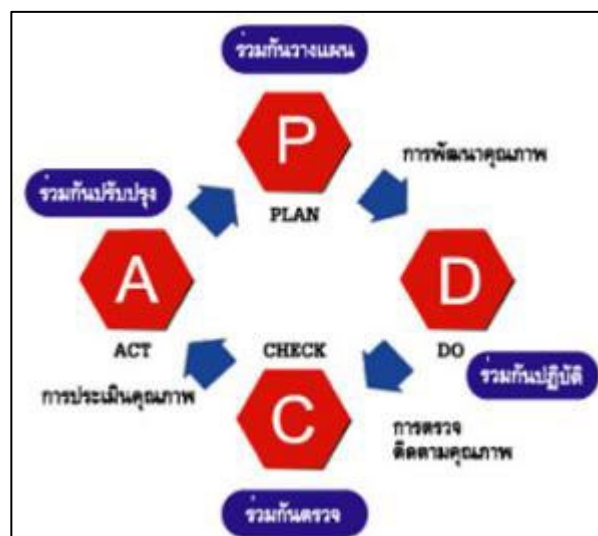 ร่วมกันวางแผน
P
PLAN
การพัฒนาคุณภาพ
ร่วมกันปรับปรุง
A
ACT
D
DO
ร่วมกันปฏิบัติ
CHECK
C
การประเมินคุณภาพ
การตรวจ
ติดตามคุณภาพ
ร่วมกันตรวจ